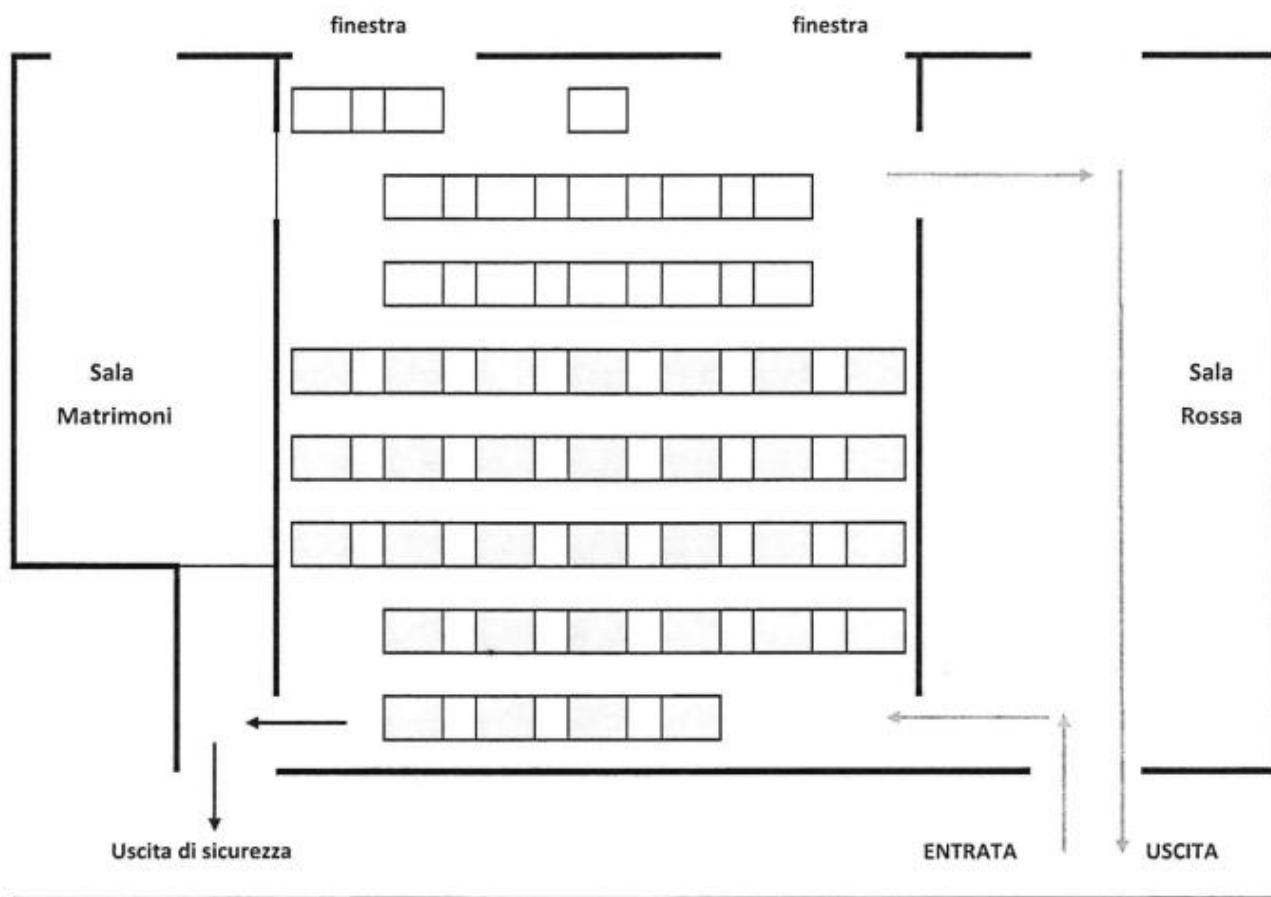 finestra
finestra
Sala
Matrimoni
Sala
Rossa
Uscita di sicurezza
ENTRATA
USCITA